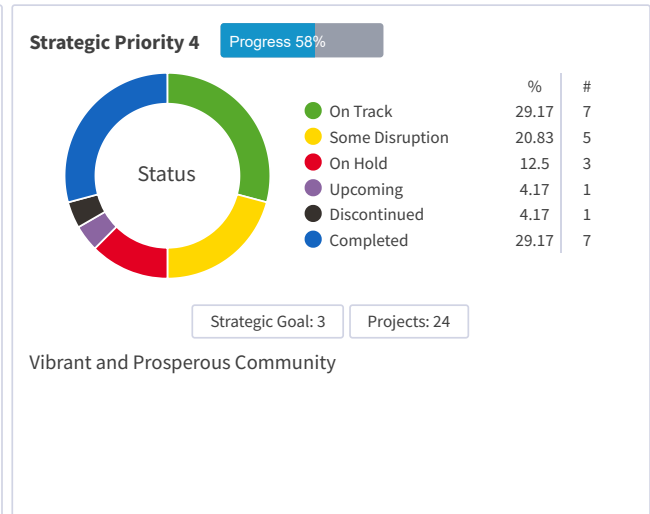 Strategic Priority 4 Progress 58%
Status
% #
On Track 29.17 7
Some Disruption 20.83 5
On Hold 12.5 3
Upcoming 4.17 1
Discontinued 4.17 1
Completed 29.17 7
Strategic Goal: 3 Projects: 24
Vibrant and Prosperous Community